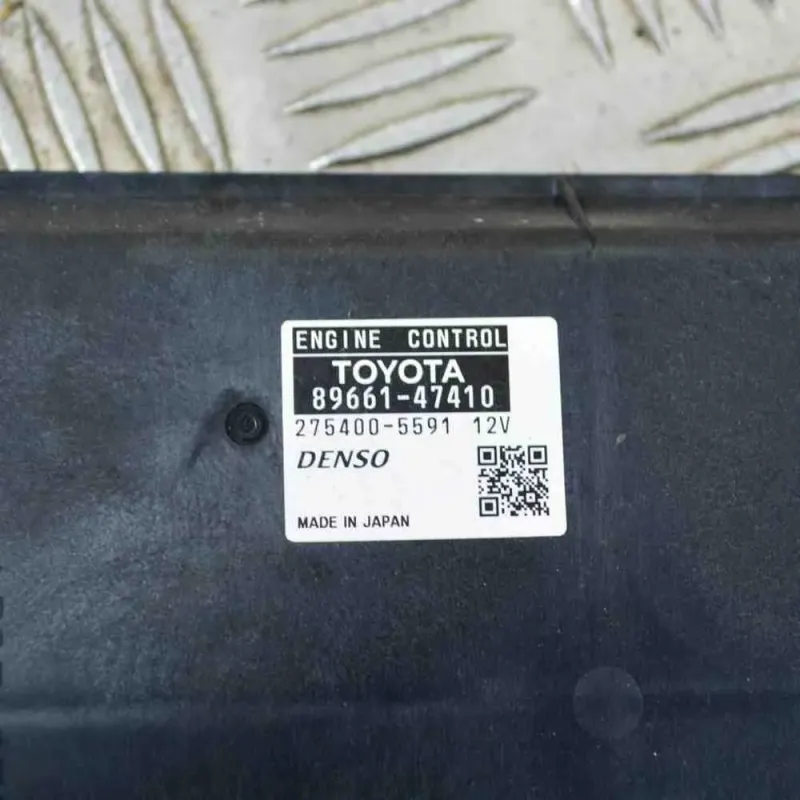 ENGINE CONTROL
TOYOTA
89661-47410
275400-5591 12V
DENSO
MADE IN JAPAN